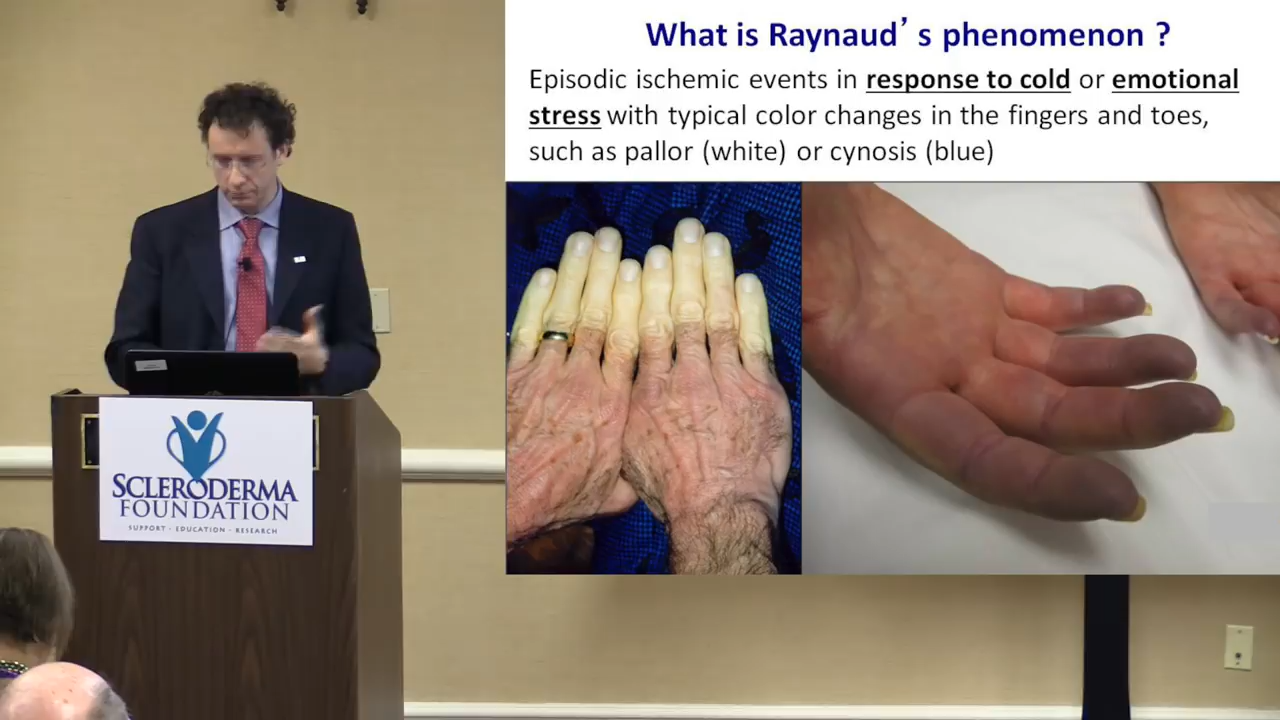 What is Raynaud’s phenomenon ?
Episodic ischemic events in response to cold or emotional
stress with typical color changes in the fingers and toes,
such as pallor (white) or cynosis (blue)
SCLERODERMA
FOUNDATION
SUPPORT · EDUCATION · RESEARCH